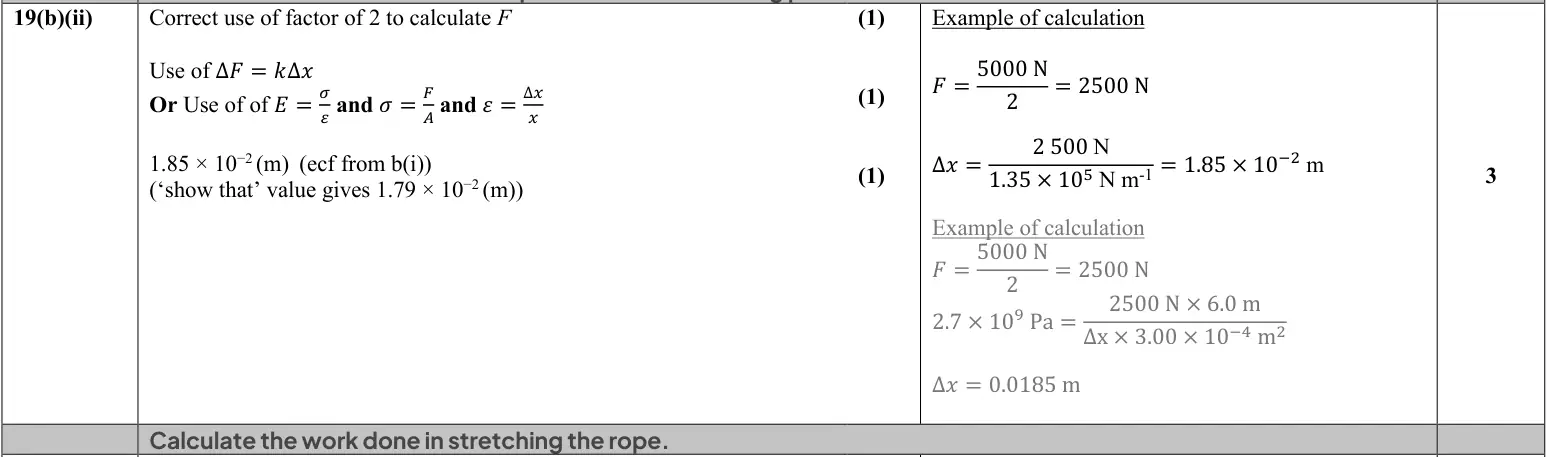 19(b)(ii)
Correct use of factor of 2 to calculate F (1)
Use of ΔF = kΔx
Or Use of of E = σ/ε and σ = F/A and ε = Δx/x (1)
1.85 × 10⁻² (m) (ecf from b(i))
(‘show that’ value gives 1.79 × 10⁻² (m)) (1)
Example of calculation
F = 5000 N/2 = 2500 N
Δx = 2 500 N/1.35 × 10⁵ N m⁻¹ = 1.85 × 10⁻² m
Example of calculation
F = 5000 N/2 = 2500 N
2.7 × 10⁹ Pa = 2500 N × 6.0 m/Δx × 3.00 × 10⁻⁴ m²
Δx = 0.0185 m
3
Calculate the work done in stretching the rope.